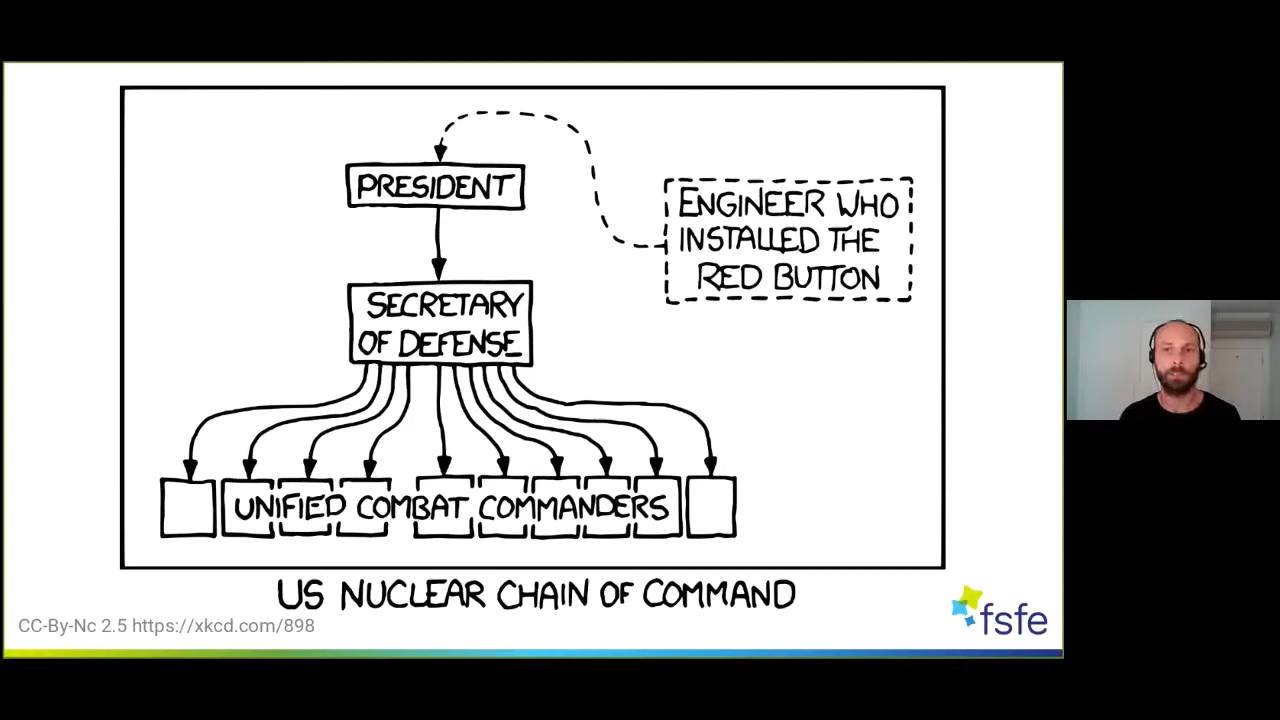 PRESIDENT
ENGINEER WHO
INSTALLED THE
RED BUTTON
SECRETARY
OF DEFENSE
UNIFIED COMBAT COMMANDERS
US NUCLEAR CHAIN OF COMMAND
CC-By-Nc 2.5 https://xkcd.com/898
fsfe